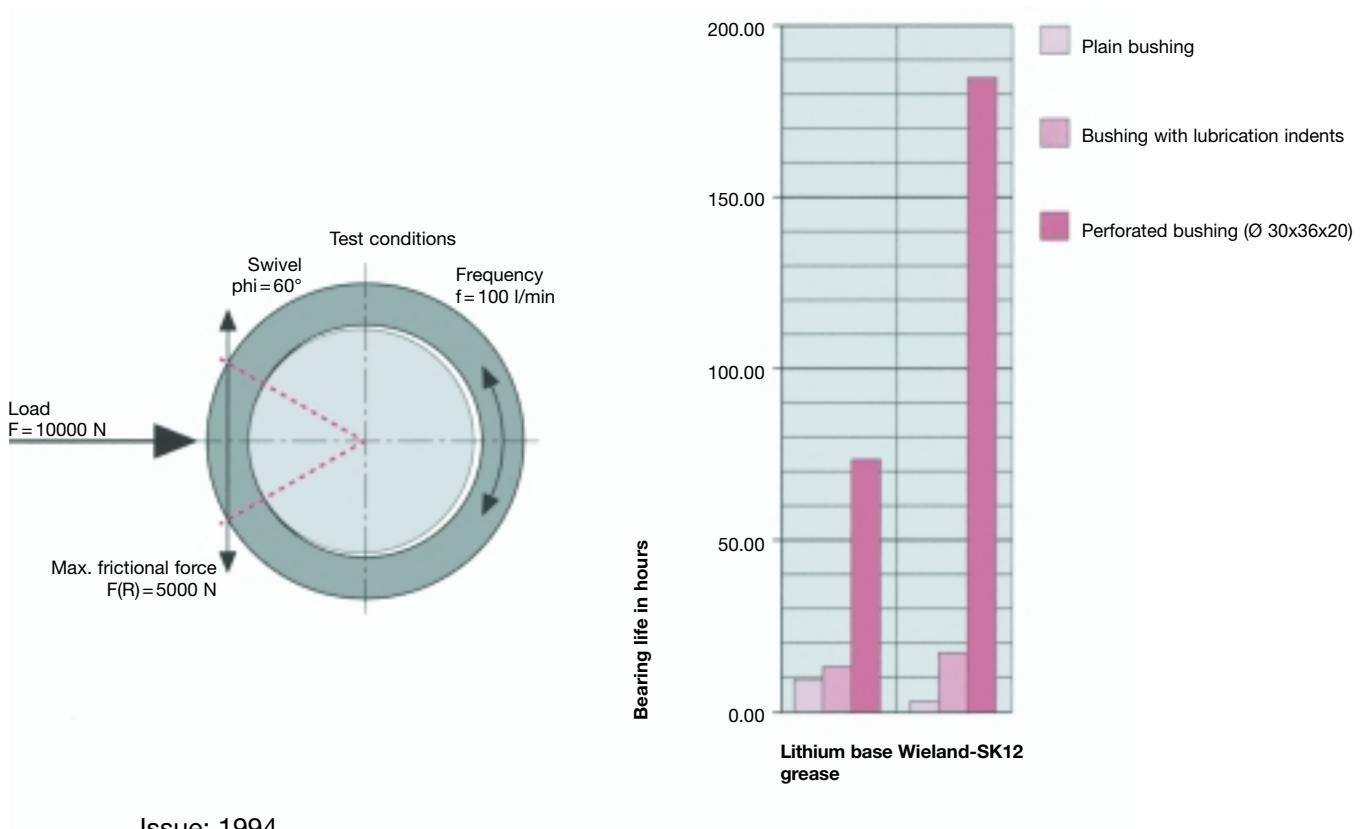 Test conditions
Swivel
phi=60°
Frequency
f=100 l/min
Load
F=10000 N
Max. frictional force
F(R)=5000 N
Bearing life in hours
200.00
150.00
100.00
50.00
0.00
Lithium base Wieland-SK12
grease
Plain bushing
Bushing with lubrication indents
Perforated bushing (Ø 30x36x20)
Issue: 1994